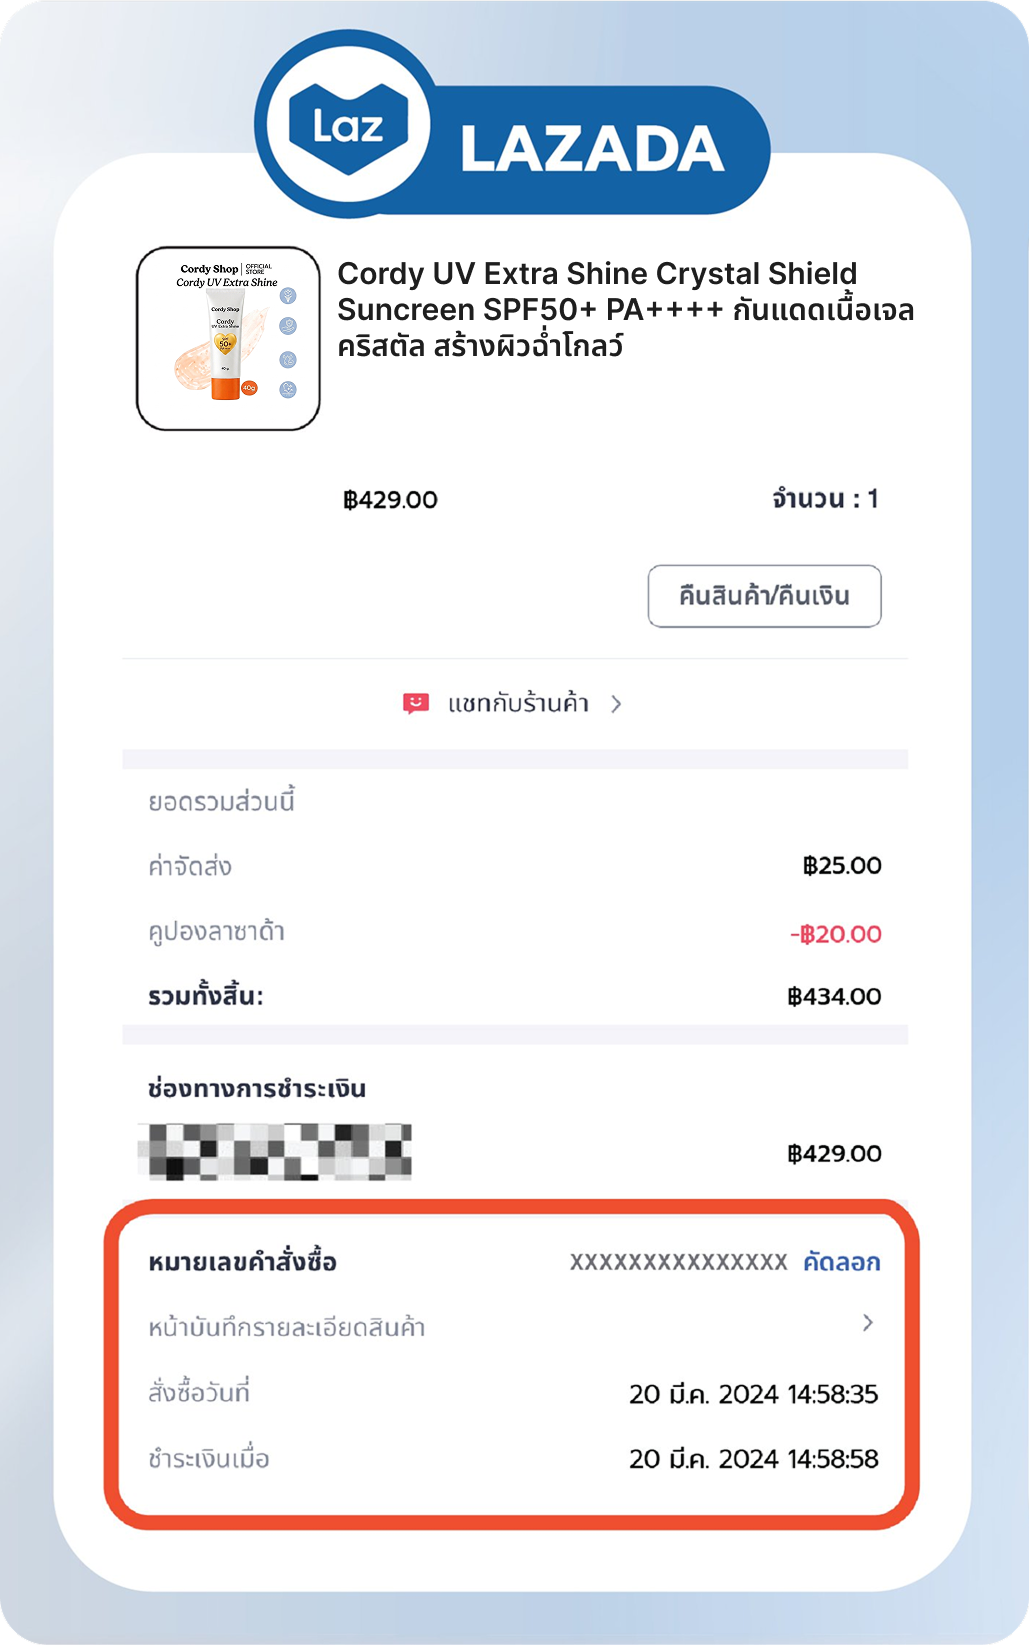 Laz
LAZADA
Cordy Shop | OFFICIAL STORE
Cordy UV Extra Shine
Cordy Shop
Cordy
UV Extra Shine
50+
40 g
40g
Cordy UV Extra Shine Crystal Shield
Suncreen SPF50+ PA++++ กันแดดเนื้อเจล
คริสตัล สร้างผิวฉ่ำโกลว์
฿429.00 จำนวน : 1
คืนสินค้า/คืนเงิน
แชทกับร้านค้า
ยอดรวมส่วนนี้
ค่าจัดส่ง ฿25.00
คูปองลาซาด้า -฿20.00
รวมทั้งสิ้น: ฿434.00
ช่องทางการชำระเงิน
฿429.00
หมายเลขคำสั่งซื้อ XXXXXXXXXXXXXXX คัดลอก
หน้าบันทึกรายละเอียดสินค้า
สั่งซื้อวันที่ 20 มี.ค. 2024 14:58:35
ชำระเงินเมื่อ 20 มี.ค. 2024 14:58:58